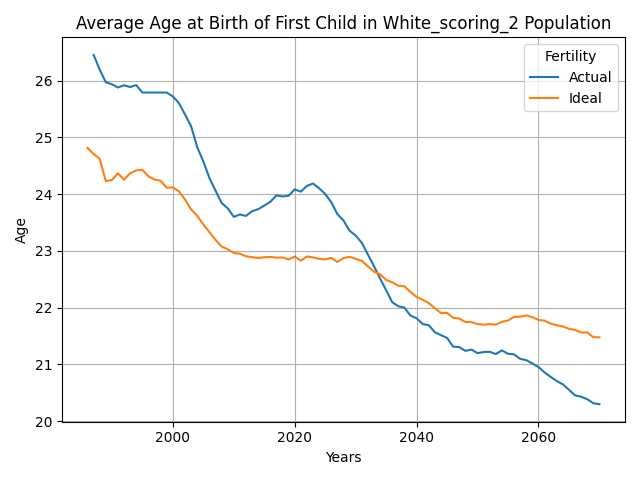 Average Age at Birth of First Child in White_scoring_2 Population
Fertility
Actual
Ideal
Age
26
25
24
23
22
21
20
2000
2020
2040
2060
Years